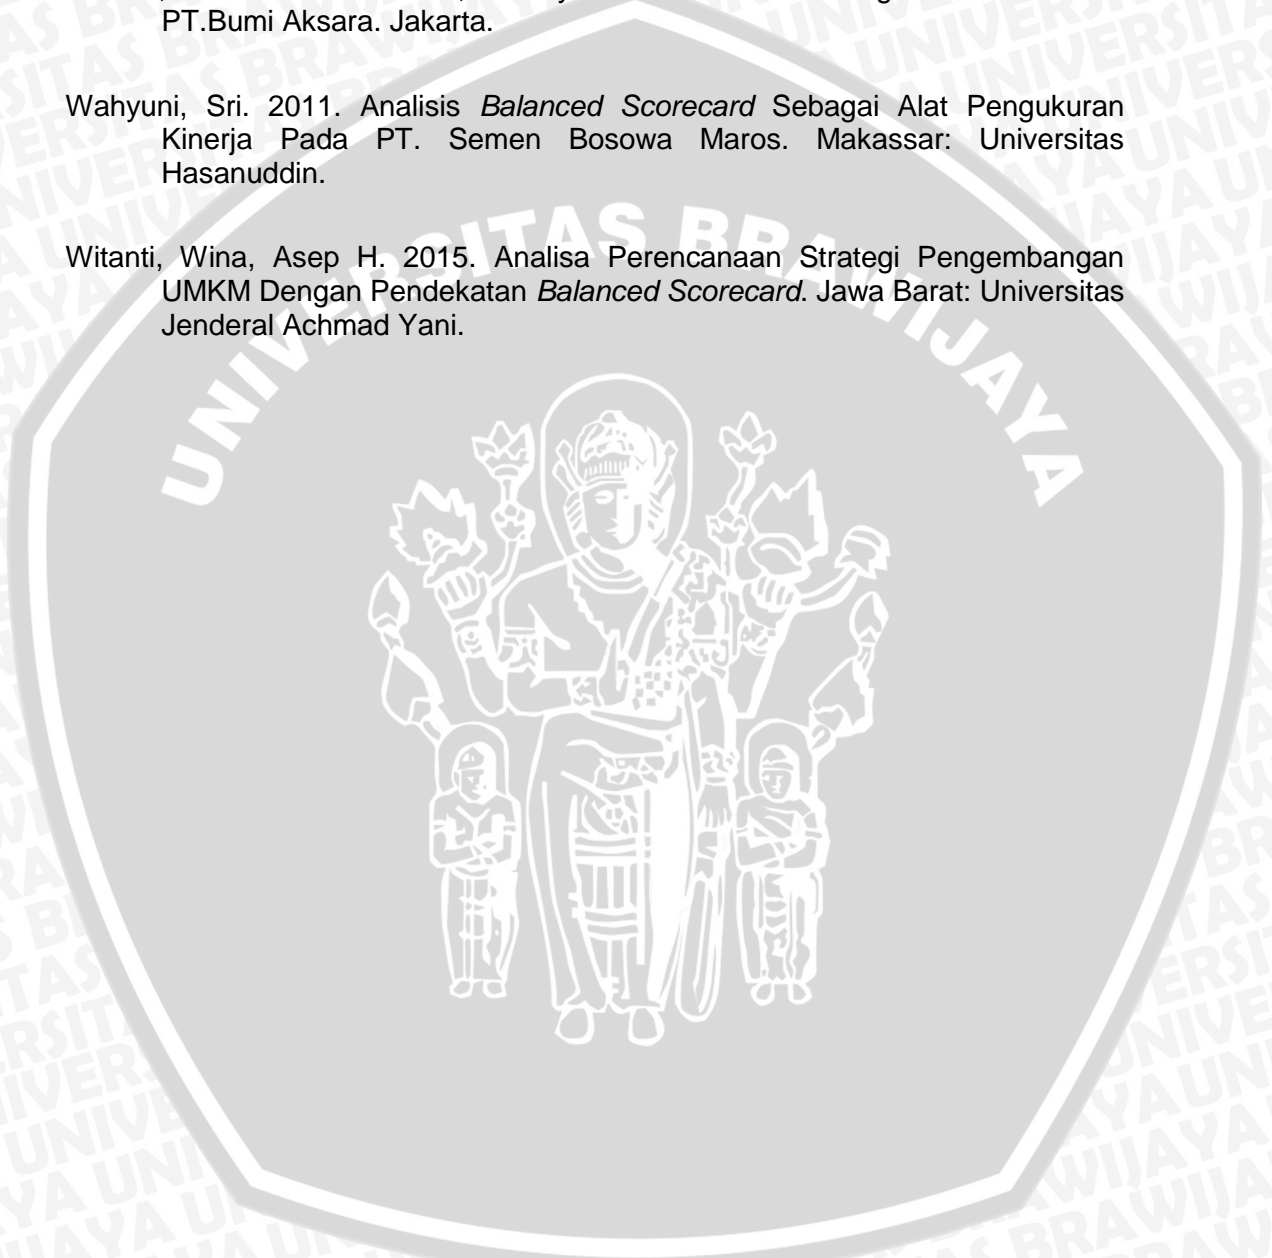 PT.Bumi Aksara. Jakarta.
Wahyuni, Sri. 2011. Analisis Balanced Scorecard Sebagai Alat Pengukuran
Kinerja Pada PT. Semen Bosowa Maros. Makassar: Universitas
Hasanuddin.
Witanti, Wina, Asep H. 2015. Analisa Perencanaan Strategi Pengembangan
UMKM Dengan Pendekatan Balanced Scorecard. Jawa Barat: Universitas
Jenderal Achmad Yani.
UNIVERSITAS BRAWIJAYA